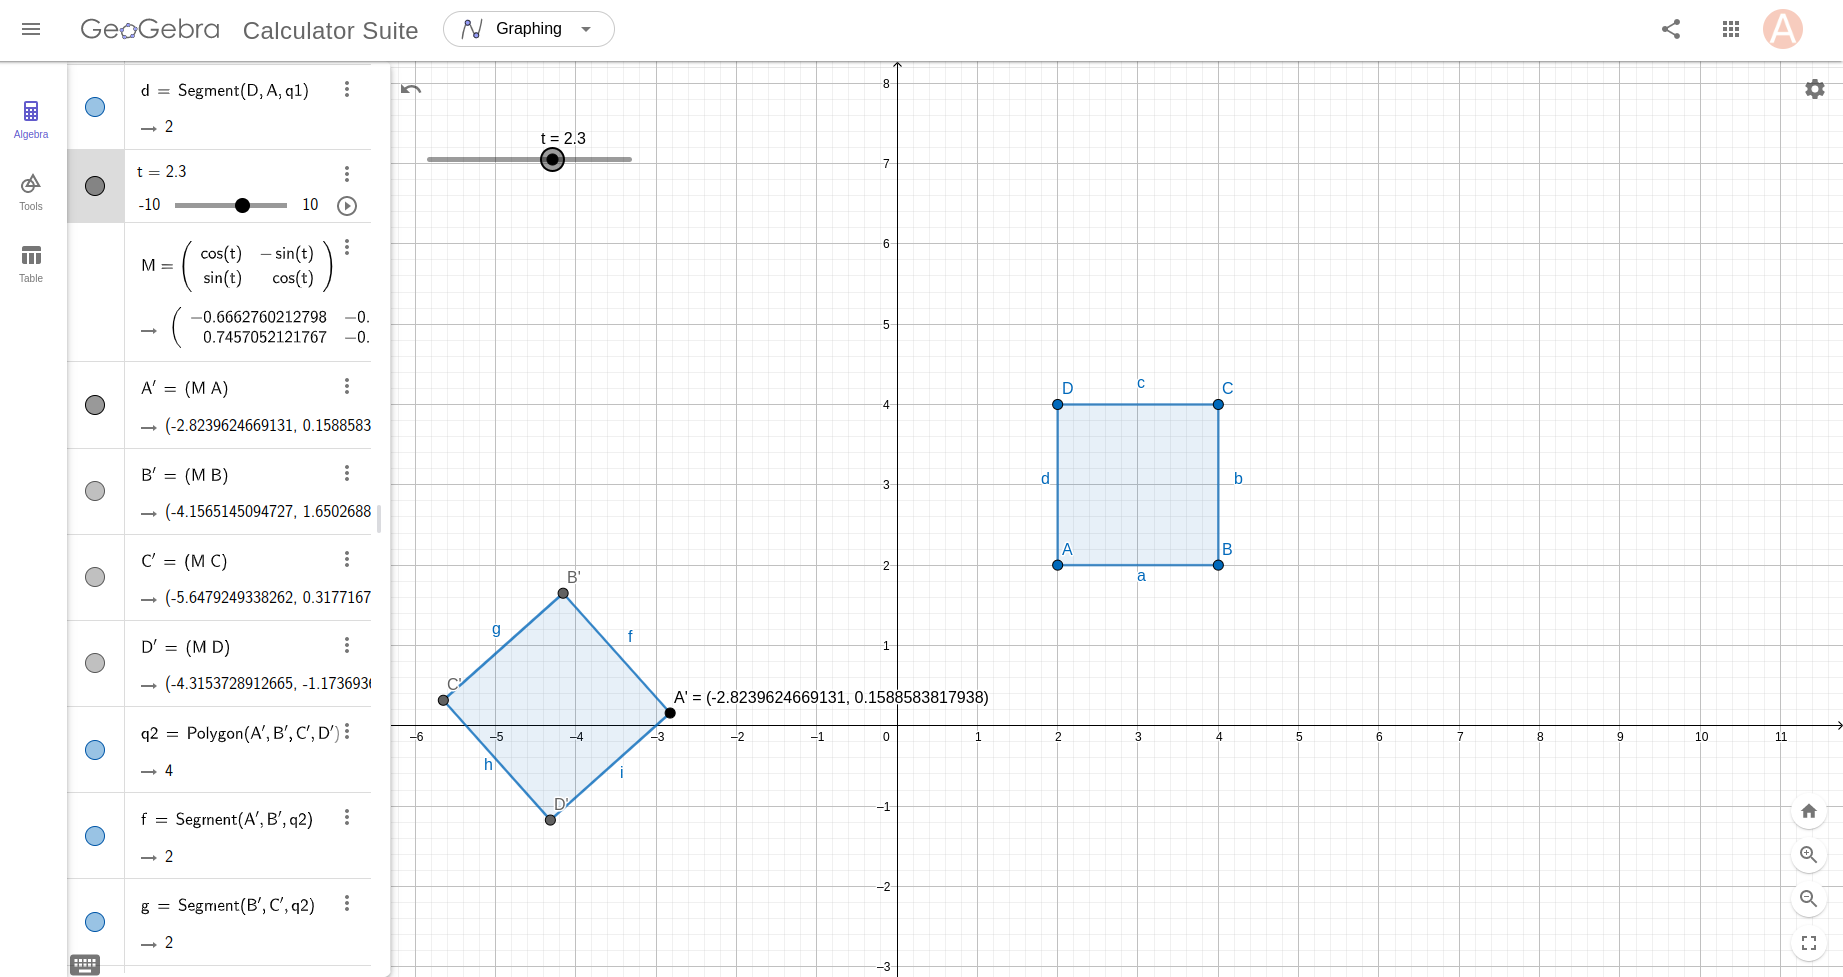 GeoGebra Calculator Suite Graphing A
Algebra
Tools
Table
d = Segment(D, A, q1)
→ 2
t = 2.3
-10 10
M = ( cos(t) − sin(t)
sin(t) cos(t) )
→ ( −0.6662760212798 −0.
0.7457052121767 −0.
A′ = (M A)
→ (-2.8239624669131, 0.1588583
B′ = (M B)
→ (-4.1565145094727, 1.6502688
C′ = (M C)
→ (-5.6479249338262, 0.3177167
D′ = (M D)
→ (-4.3153728912665, -1.1736936
q2 = Polygon(A′, B′, C′, D′)
→ 4
f = Segment(A′, B′, q2)
→ 2
g = Segment(B′, C′, q2)
→ 2
t = 2.3
8
7
6
5
4
3
2
1
–6 –5 –4 –3 –2 –1 0 1 2 3 4 5 6 7 8 9 10 11
–1
–2
–3
D c C
d b
A B
a
B'
g f
C'
A' = (-2.8239624669131, 0.1588583817938)
h i
D'